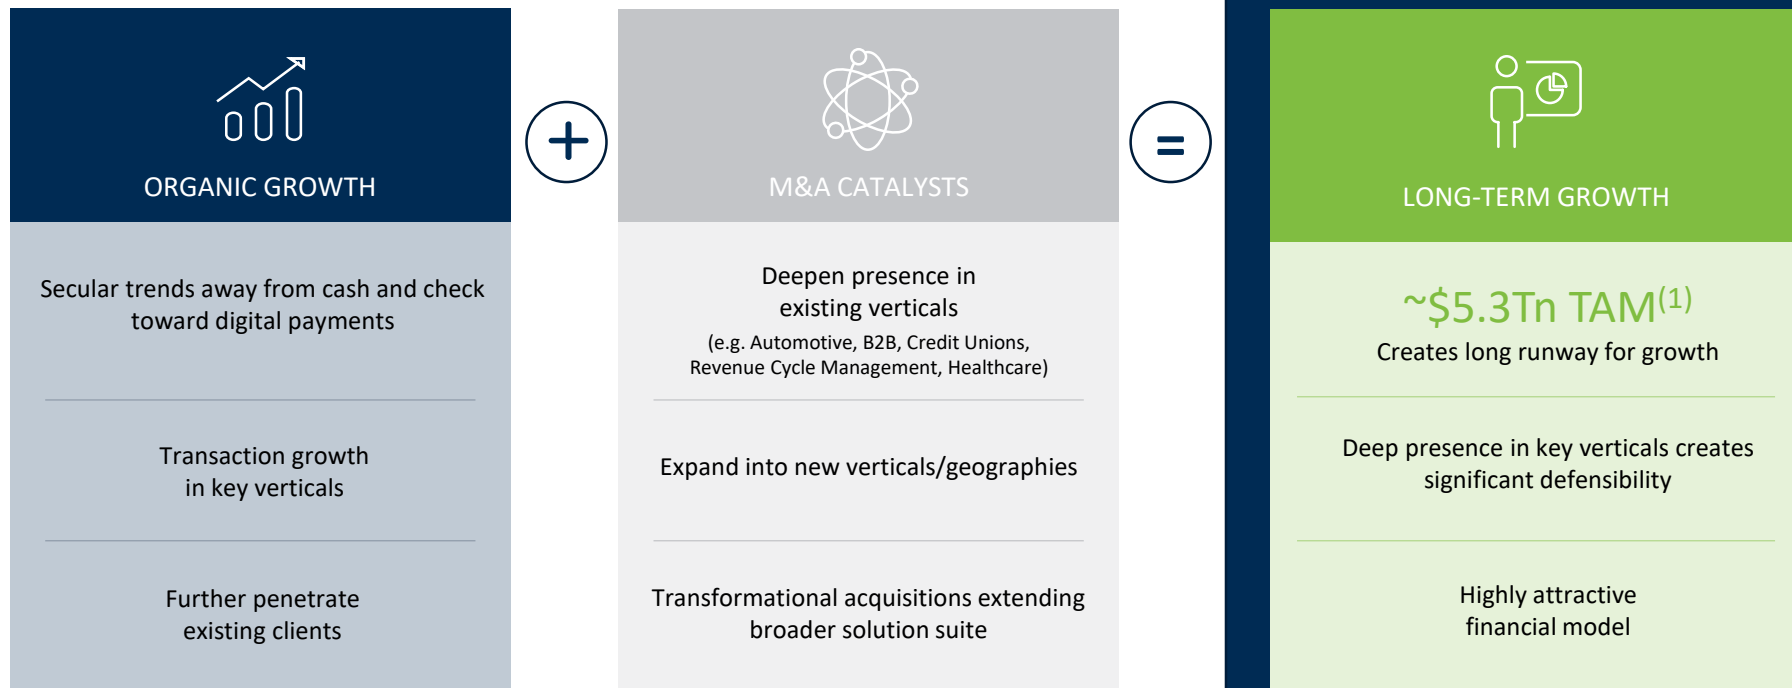 ORGANIC GROWTH
Secular trends away from cash and check
toward digital payments
Transaction growth
in key verticals
Further penetrate
existing clients
+
M&A CATALYSTS
Deepen presence in
existing verticals
(e.g. Automotive, B2B, Credit Unions,
Revenue Cycle Management, Healthcare)
Expand into new verticals/geographies
Transformational acquisitions extending
broader solution suite
=
LONG-TERM GROWTH
~$5.3Tn TAM(1)
Creates long runway for growth
Deep presence in key verticals creates
significant defensibility
Highly attractive
financial model